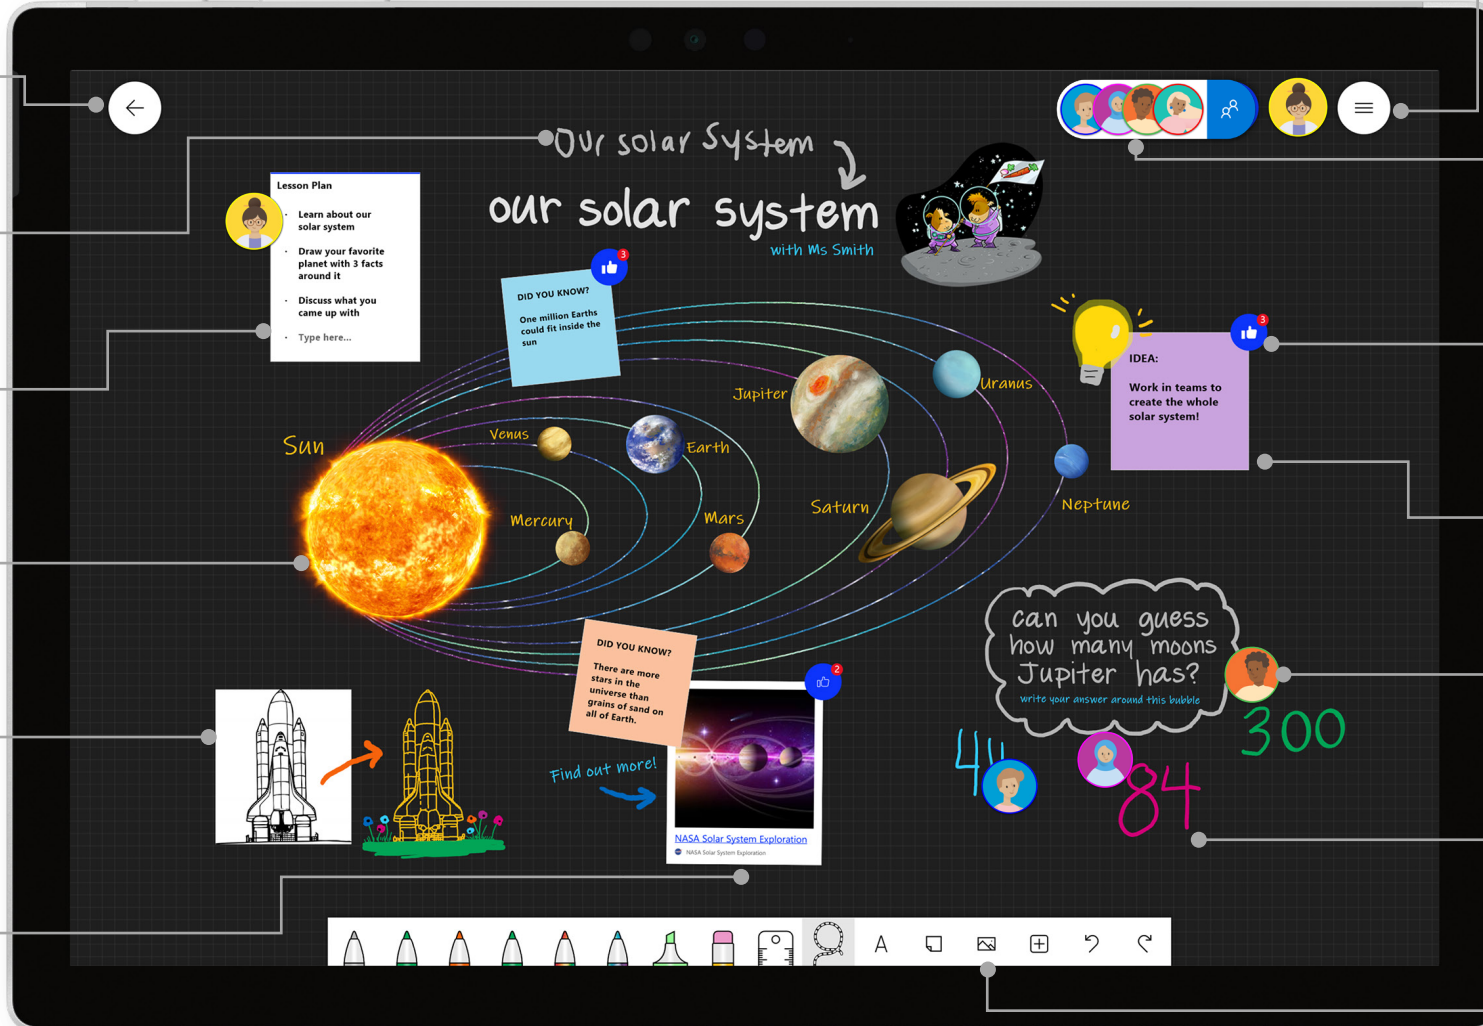 Our solar System
our solar system
with Ms Smith
Lesson Plan
· Learn about our
solar system
· Draw your favorite
planet with 3 facts
around it
· Discuss what you
came up with
· Type here...
3
DID YOU KNOW?
One million Earths
could fit inside the
sun
3
IDEA:
Work in teams to
create the whole
solar system!
Sun
Mercury
Venus
Earth
Mars
Jupiter
Saturn
Uranus
Neptune
DID YOU KNOW?
There are more
stars in the
universe than
grains of sand on
all of Earth.
2
Find out more!
NASA Solar System Exploration
NASA Solar System Exploration
can you guess
how many moons
Jupiter has?
write your answer around this bubble
300
84
A